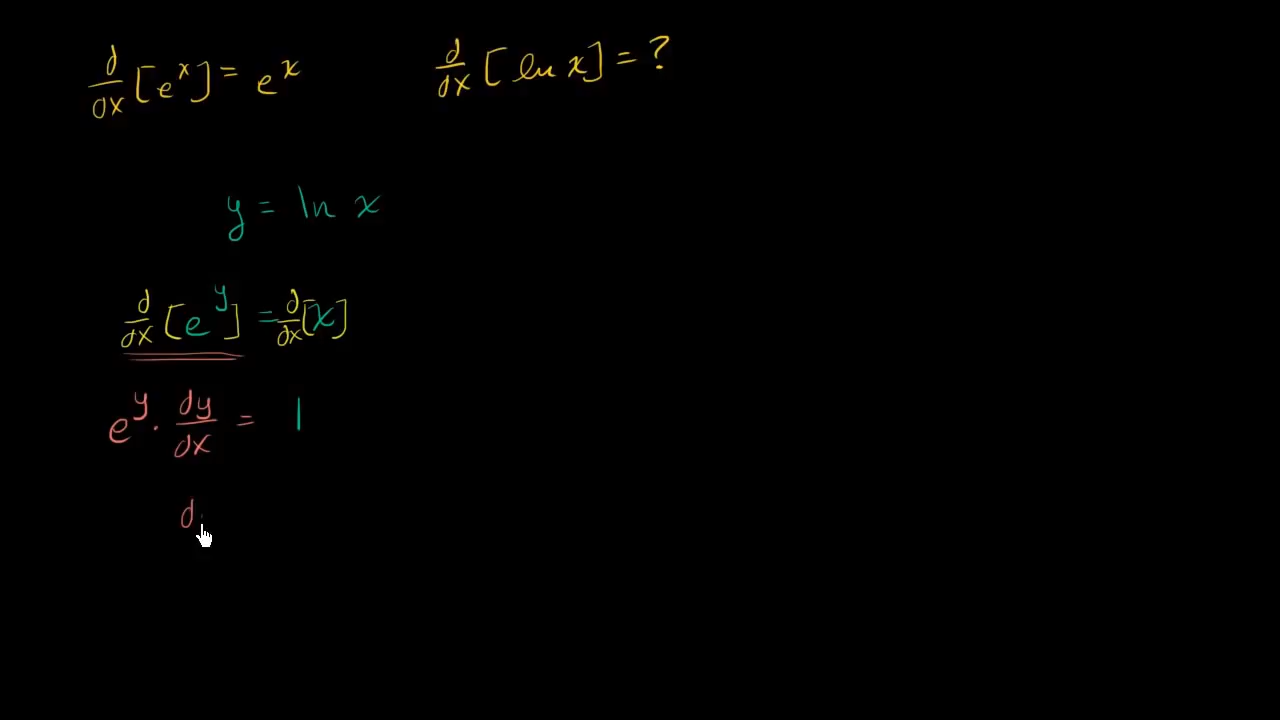 d/dx [e^x] = e^x    d/dx [ln x] = ?
y = ln x
d/dx [e^y] = d/dx [x]
e^y · dy/dx = 1
d